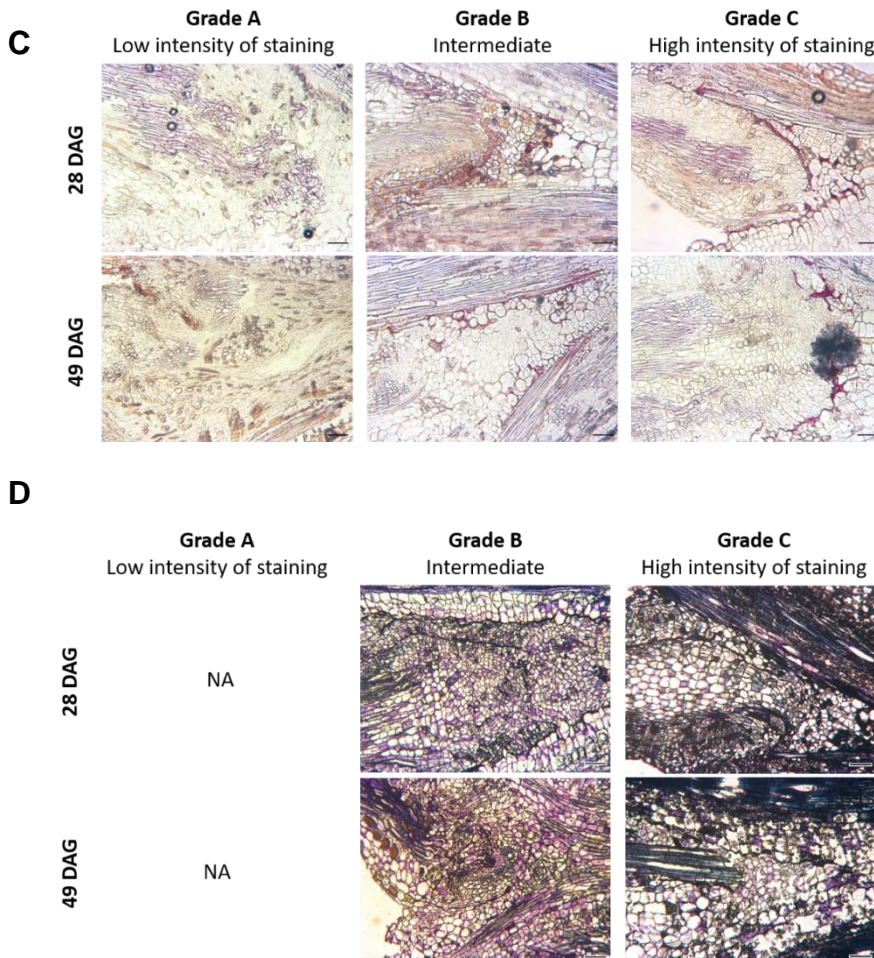 C
Grade A
Low intensity of staining
Grade B
Intermediate
Grade C
High intensity of staining
28 DAG
49 DAG
D
Grade A
Low intensity of staining
Grade B
Intermediate
Grade C
High intensity of staining
28 DAG
NA
49 DAG
NA